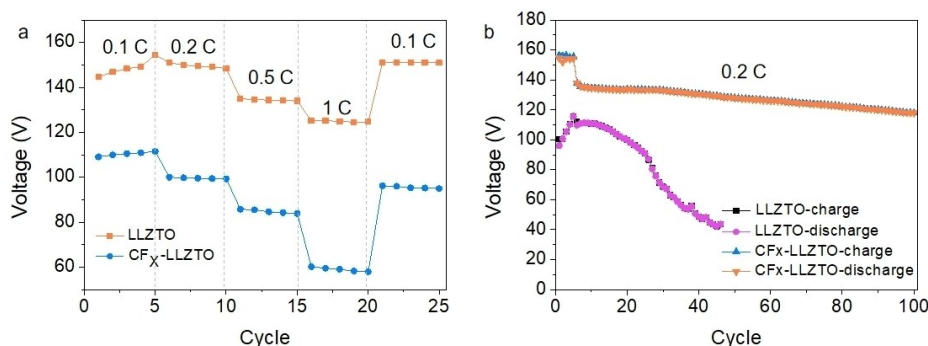 a
0.1 C
0.2 C
0.5 C
1 C
0.1 C
160
140
120
100
80
60
0
5
10
15
20
25
Voltage (V)
Cycle
LLZTO
CFX-LLZTO
b
0.2 C
180
160
140
120
100
80
60
40
20
0
0
20
40
60
80
100
Voltage (V)
Cycle
LLZTO-charge
LLZTO-discharge
CFx-LLZTO-charge
CFx-LLZTO-discharge